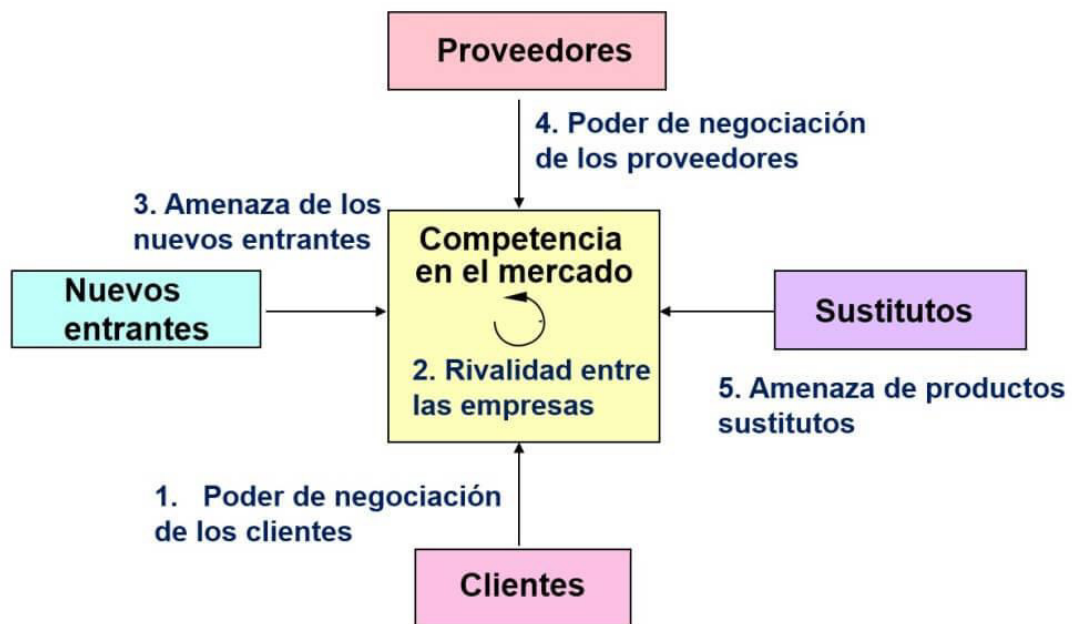 Proveedores
4. Poder de negociación
de los proveedores
3. Amenaza de los
nuevos entrantes
Competencia
en el mercado
Nuevos
entrantes
Sustitutos
2. Rivalidad entre
las empresas
5. Amenaza de productos
sustitutos
1. Poder de negociación
de los clientes
Clientes